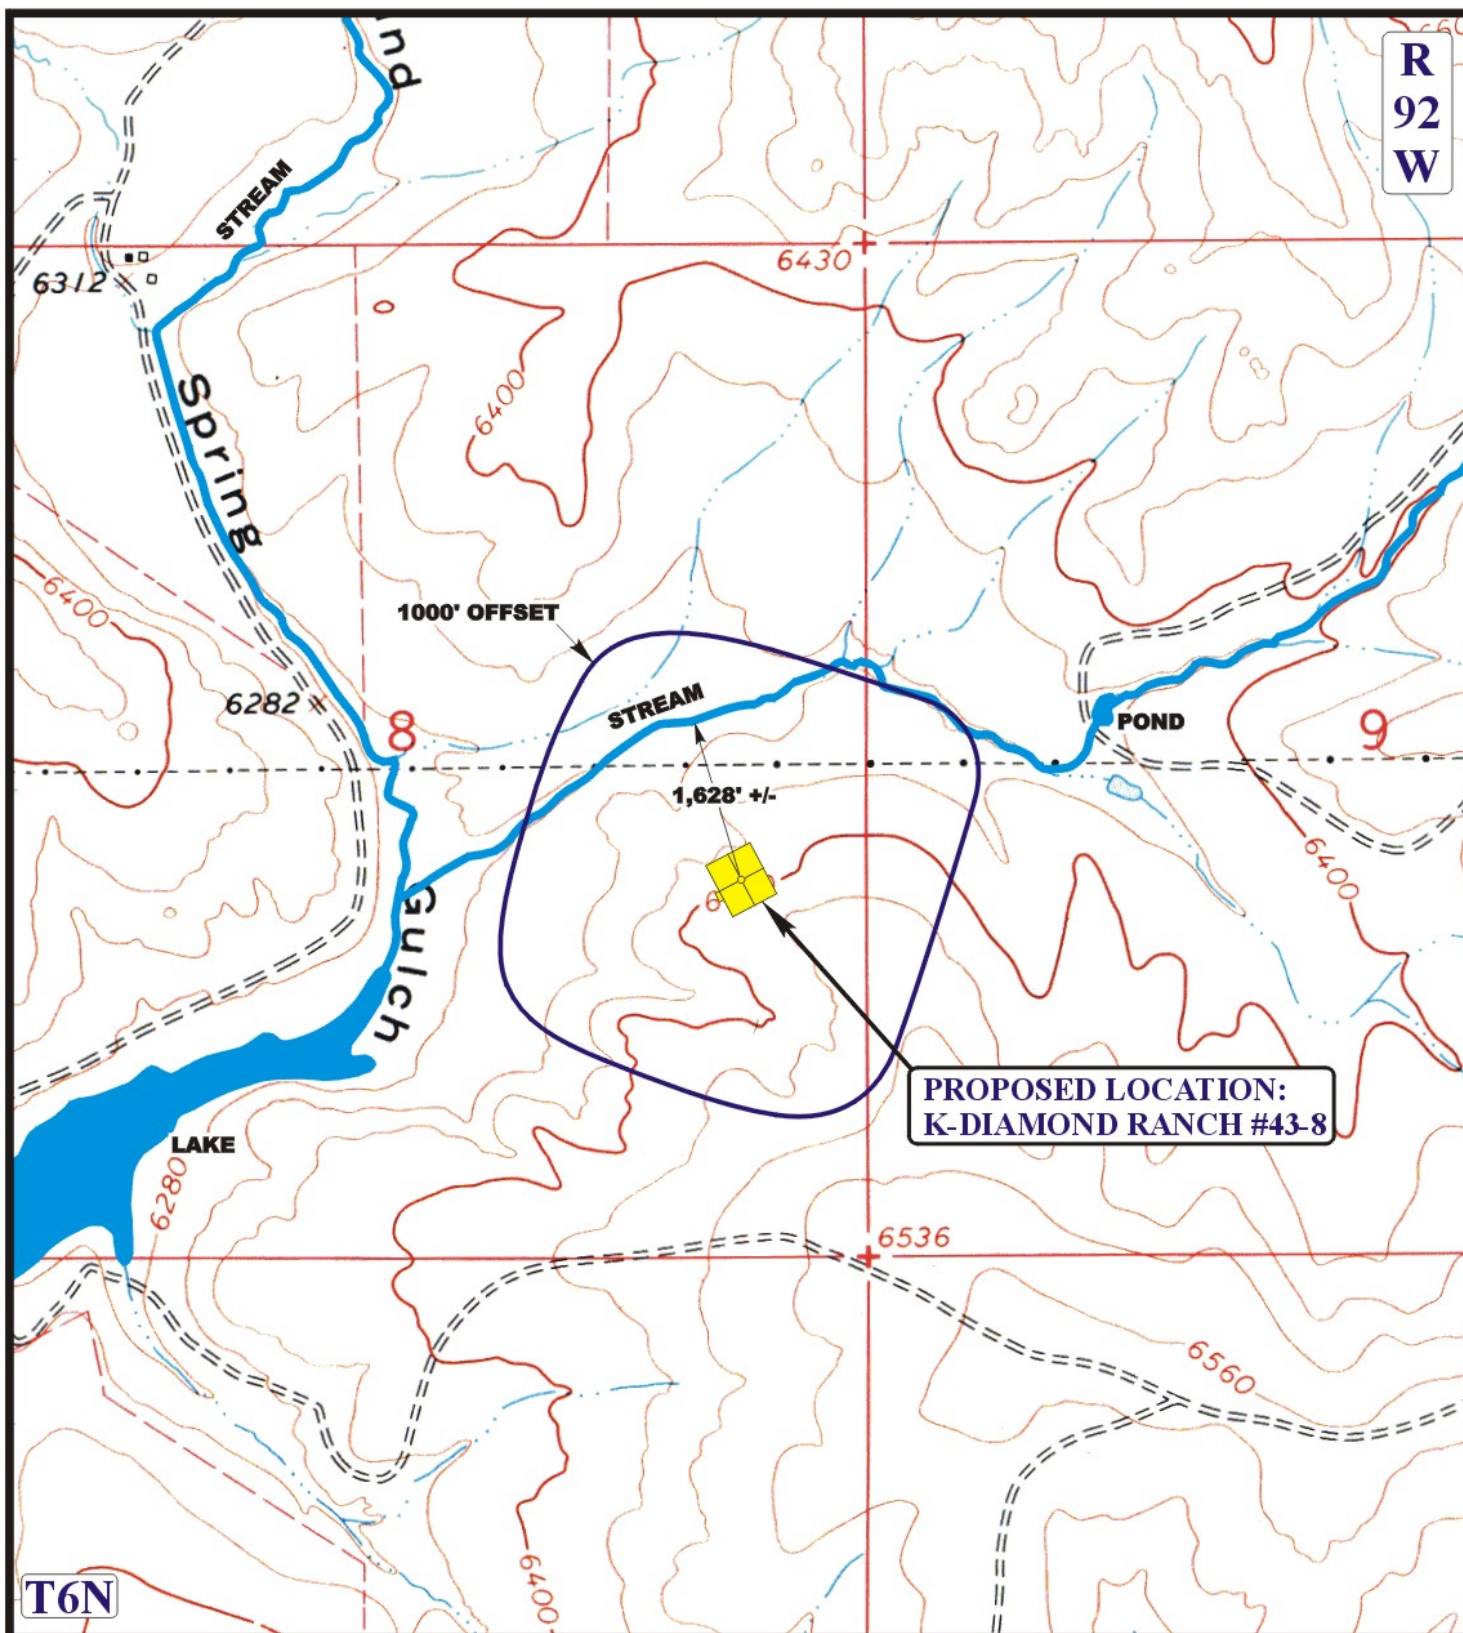 nd
R
92
W
STREAM
6430
6312
6400
Spring
6400
1000' OFFSET
6282
8
STREAM
POND
9
1,628' +/-
6400
6
Gulch
PROPOSED LOCATION:
K-DIAMOND RANCH #43-8
LAKE
6280
6536
6560
6400
T6N